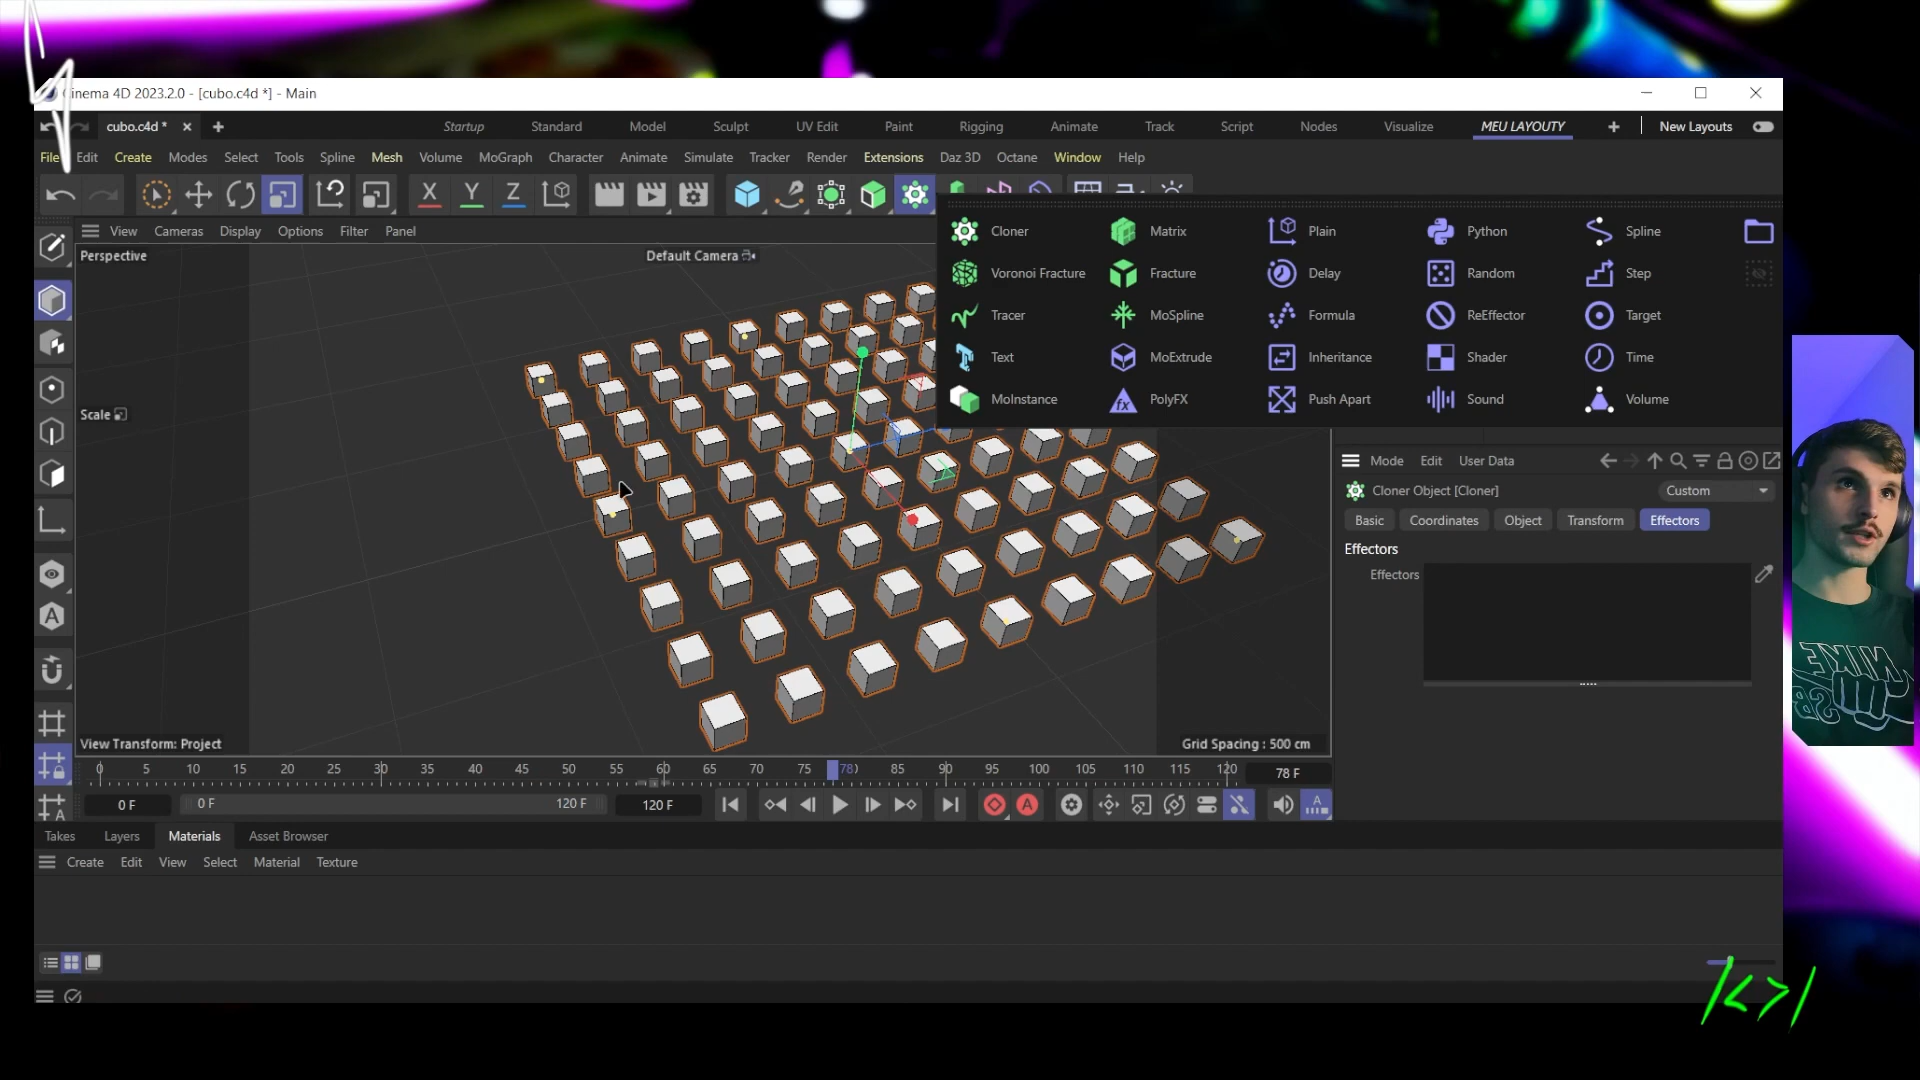 Cinema 4D 2023.2.0 - [cubo.c4d *] - Main
cubo.c4d *
Startup Standard Model Sculpt UV Edit Paint Rigging Animate Track Script Nodes Visualize MEU LAYOUTY New Layouts
File Edit Create Modes Select Tools Spline Mesh Volume MoGraph Character Animate Simulate Tracker Render Extensions Daz 3D Octane Window Help
X Y Z
View Cameras Display Options Filter Panel
Perspective
Default Camera
Scale
Cloner Matrix Plain Python Spline
Voronoi Fracture Fracture Delay Random Step
Tracer MoSpline Formula ReEffector Target
Text MoExtrude Inheritance Shader Time
MoInstance PolyFX Push Apart Sound Volume
Mode Edit User Data
Cloner Object [Cloner]
Custom
Basic Coordinates Object Transform Effectors
Effectors
Effectors
View Transform: Project
Grid Spacing : 500 cm
0 5 10 15 20 25 30 35 40 45 50 55 60 65 70 75 78 85 90 95 100 105 110 115 120 78 F
0 F 0 F 120 F 120 F
Takes Layers Materials Asset Browser
Create Edit View Select Material Texture
NIKE
SB
/<>/